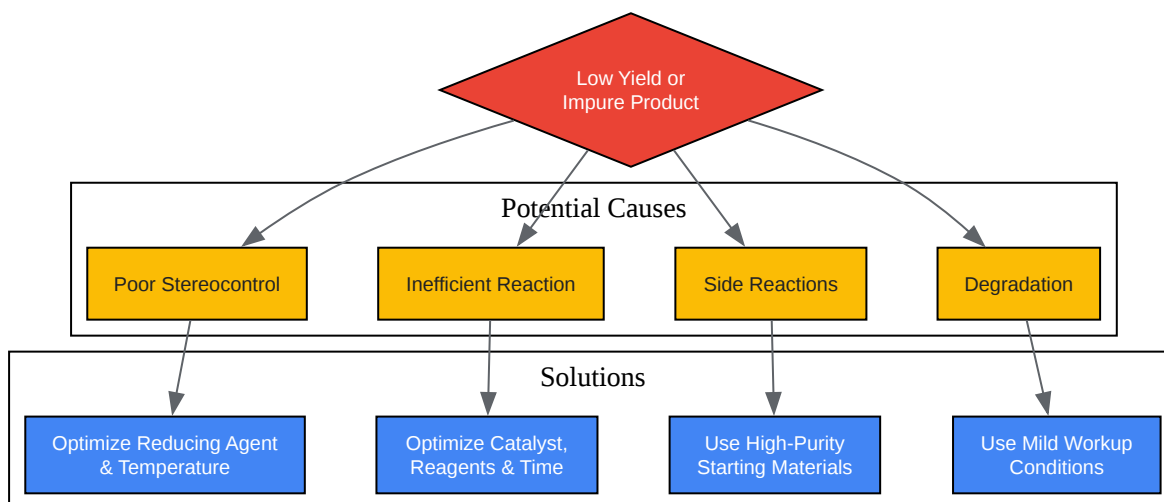 Low Yield or
Impure Product
Potential Causes
Poor Stereocontrol
Inefficient Reaction
Side Reactions
Degradation
Solutions
Optimize Reducing Agent
& Temperature
Optimize Catalyst,
Reagents & Time
Use High-Purity
Starting Materials
Use Mild Workup
Conditions